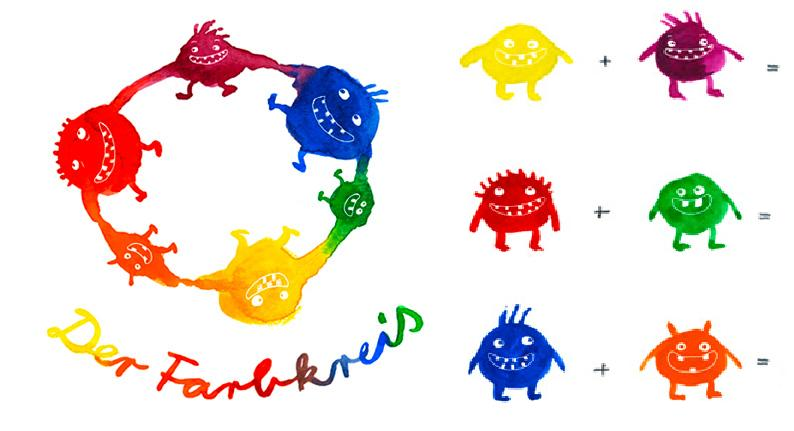 Der Farbkreis
+ =
+ =
+ =